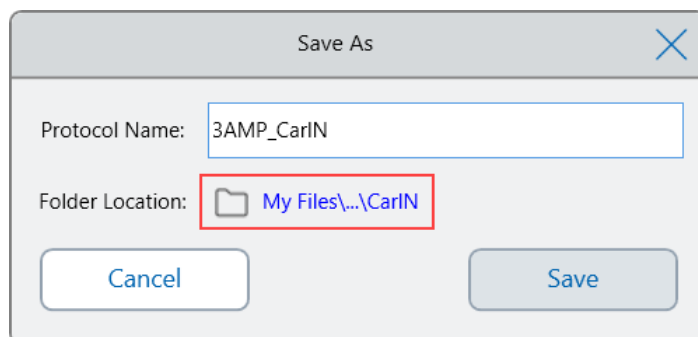 Save As
Protocol Name: 3AMP_CarIN
Folder Location: My Files\...\CarIN
Cancel Save